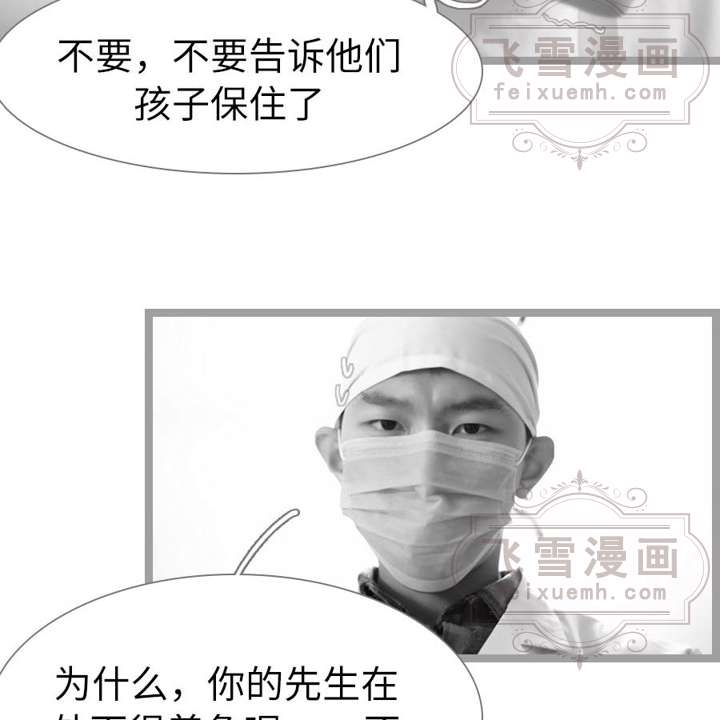 不要，不要告诉他们
孩子保住了
飞雪漫画
feixuemh.com
飞雪漫画
feixuemh.com
为什么，你的先生在